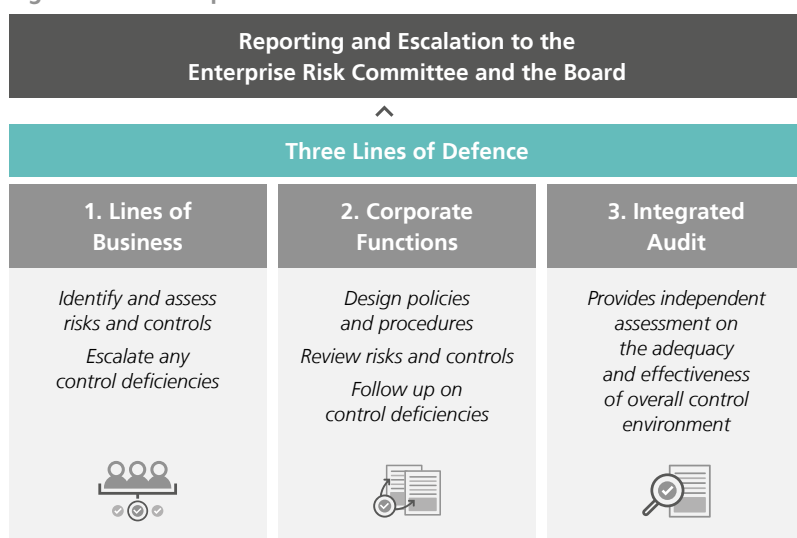 Reporting and Escalation to the
Enterprise Risk Committee and the Board
Three Lines of Defence
1. Lines of
Business
Identify and assess
risks and controls
Escalate any
control deficiencies
2. Corporate
Functions
Design policies
and procedures
Review risks and controls
Follow up on
control deficiencies
3. Integrated
Audit
Provides independent
assessment on
the adequacy
and effectiveness
of overall control
environment